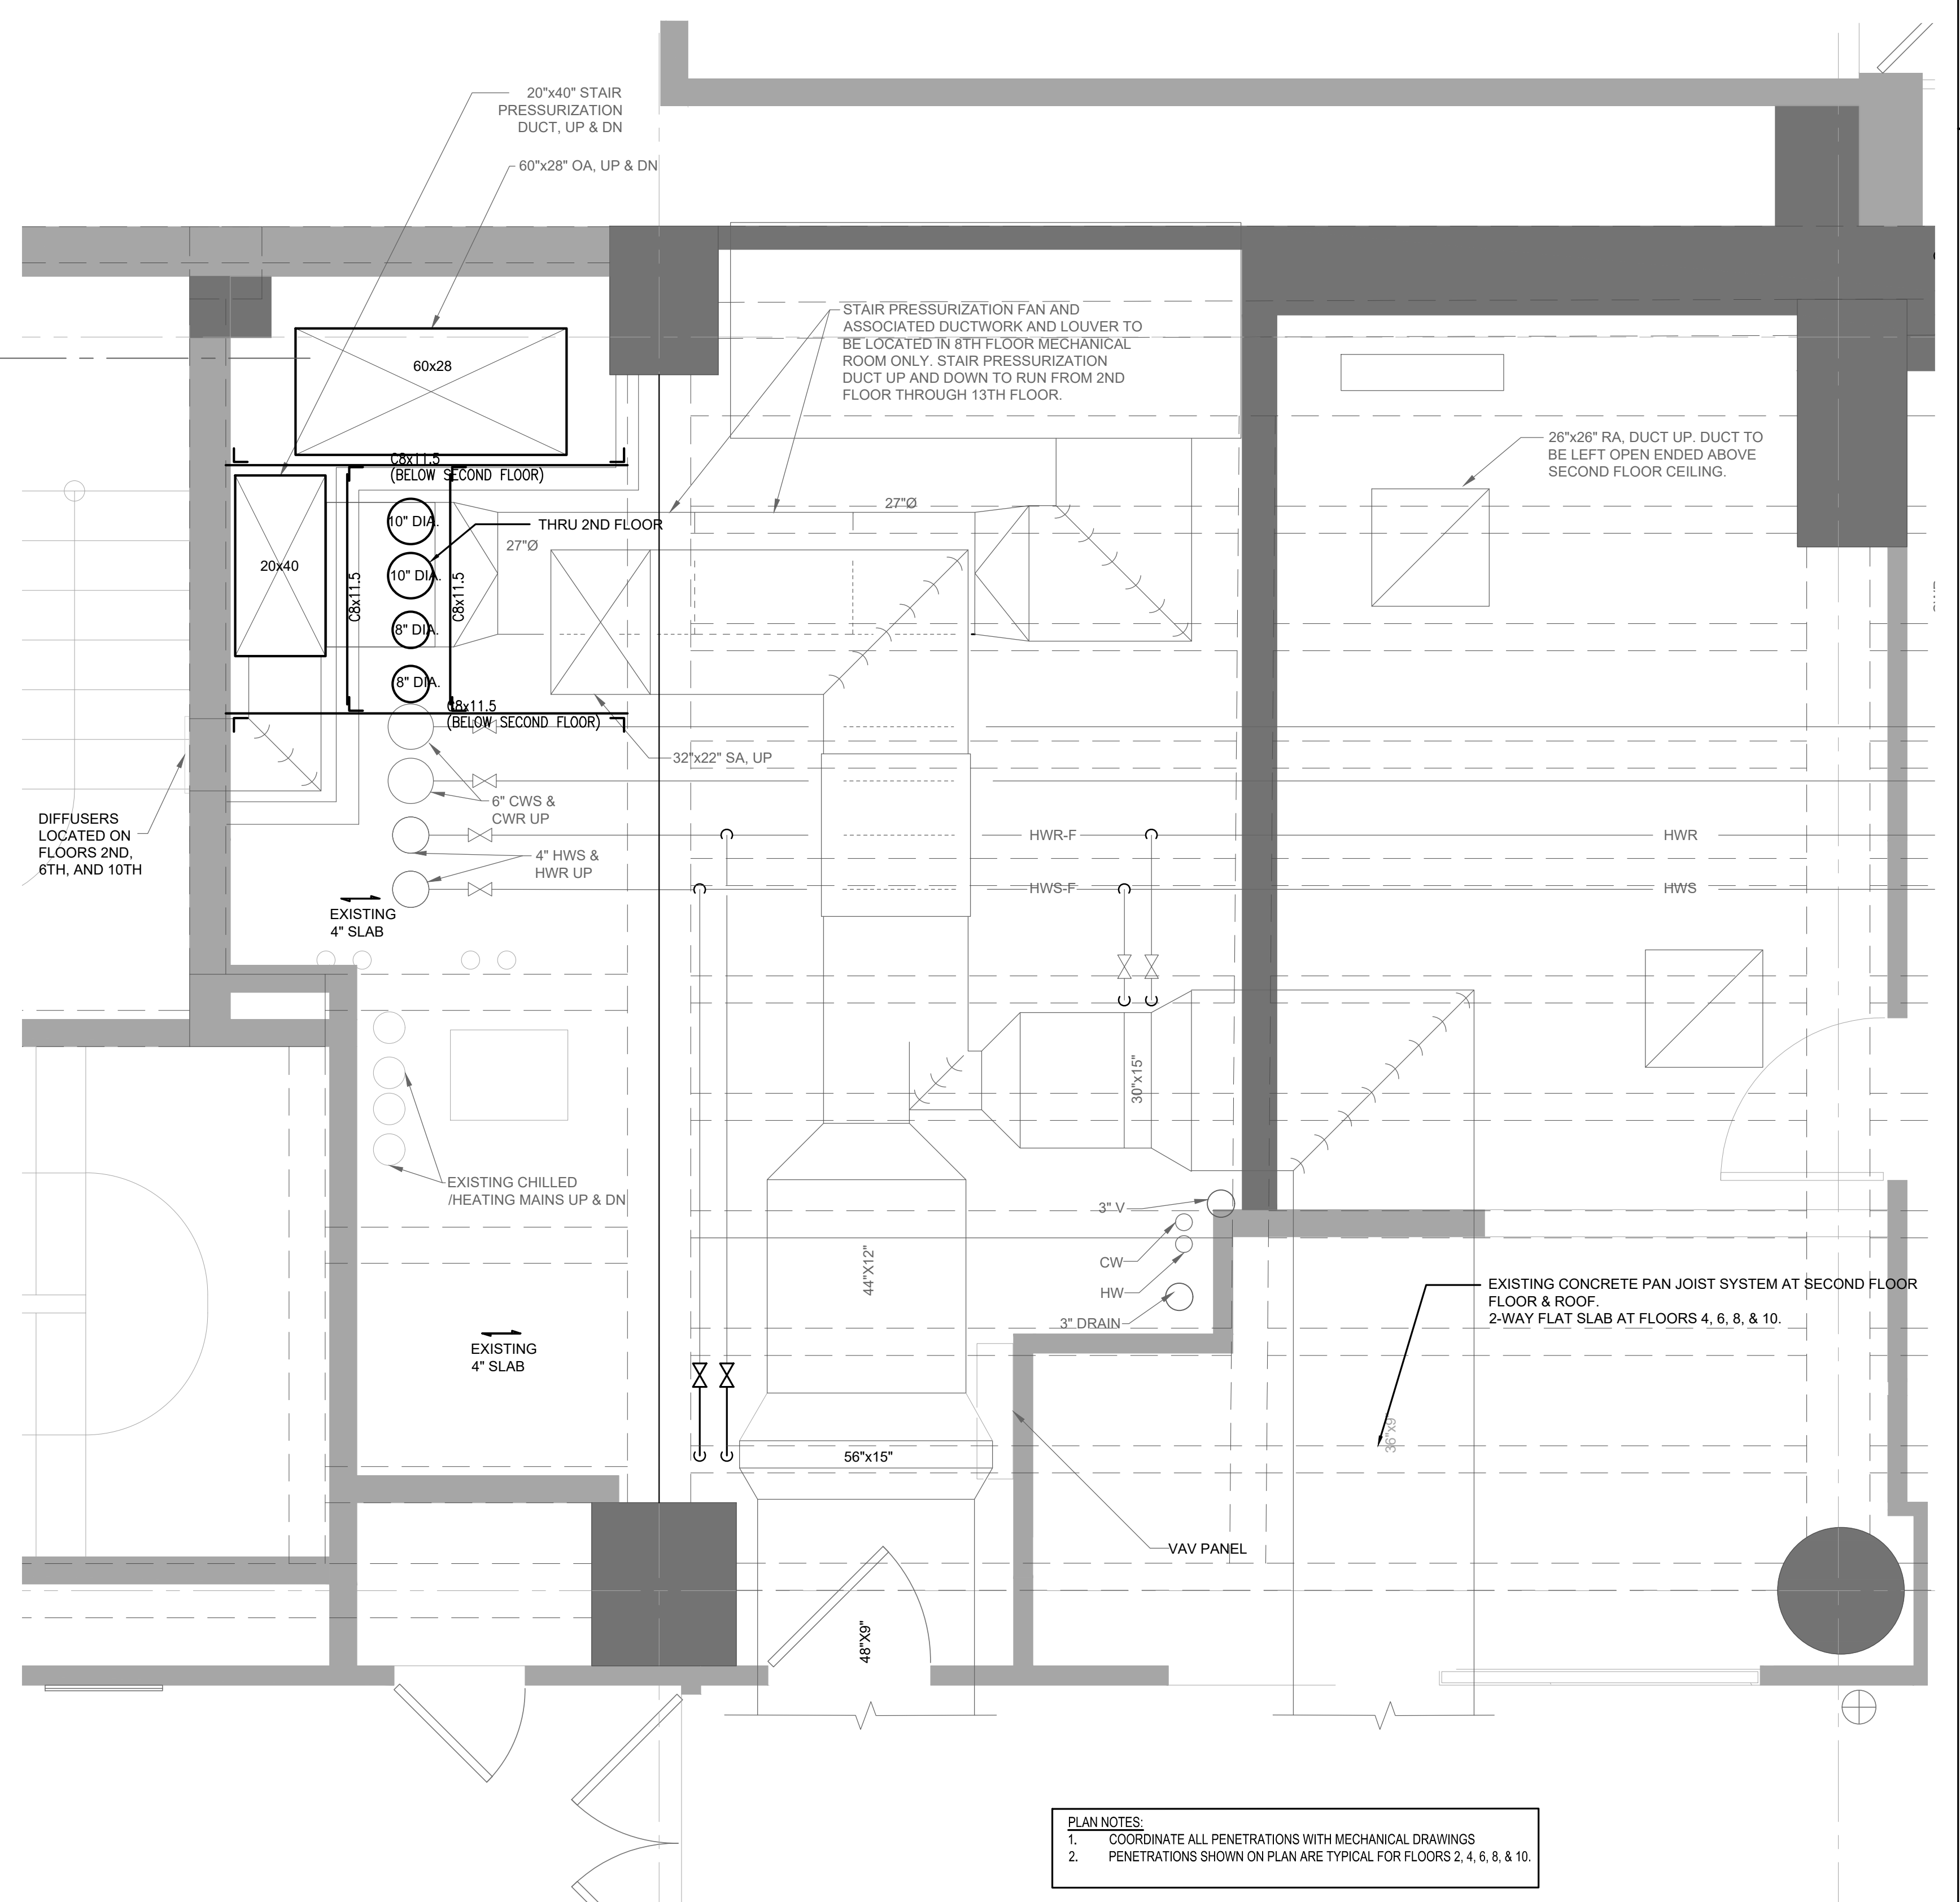 20"x40" STAIR
PRESSURIZATION
DUCT, UP & DN
60"x28" OA, UP & DN
60x28
STAIR PRESSURIZATION FAN AND
ASSOCIATED DUCTWORK AND LOUVER TO
BE LOCATED IN 8TH FLOOR MECHANICAL
ROOM ONLY. STAIR PRESSURIZATION
DUCT UP AND DOWN TO RUN FROM 2ND
FLOOR THROUGH 13TH FLOOR.
26"x26" RA, DUCT UP. DUCT TO
BE LEFT OPEN ENDED ABOVE
SECOND FLOOR CEILING.
C8x11.5
(BELOW SECOND FLOOR)
27"Ø
10" DIA.
THRU 2ND FLOOR
27"Ø
20x40
10" DIA.
C8x11.5
C8x11.5
8" DIA.
8" DIA.
C8x11.5
(BELOW SECOND FLOOR)
32"x22" SA, UP
6" CWS &
CWR UP
DIFFUSERS
LOCATED ON
FLOORS 2ND,
6TH, AND 10TH
HWR-F
HWR
4" HWS &
HWR UP
HWS-F
HWS
EXISTING
4" SLAB
30"x15"
EXISTING CHILLED
/HEATING MAINS UP & DN
3" V
CW
HW
3" DRAIN
44"X12"
EXISTING CONCRETE PAN JOIST SYSTEM AT SECOND FLOOR
FLOOR & ROOF.
2-WAY FLAT SLAB AT FLOORS 4, 6, 8, & 10.
EXISTING
4" SLAB
36"x9"
56"x15"
VAV PANEL
48"X9"
PLAN NOTES:
1. COORDINATE ALL PENETRATIONS WITH MECHANICAL DRAWINGS
2. PENETRATIONS SHOWN ON PLAN ARE TYPICAL FOR FLOORS 2, 4, 6, 8, & 10.